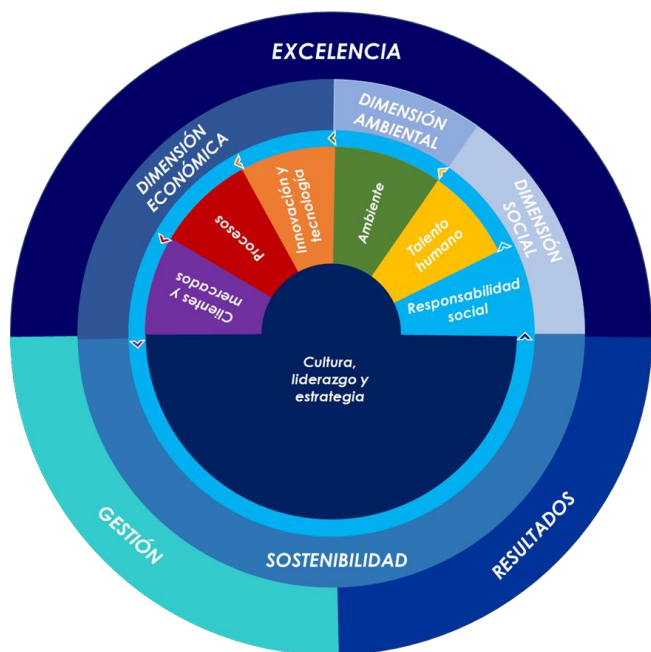 EXCELENCIA
DIMENSIÓN
ECONÓMICA
DIMENSIÓN
AMBIENTAL
DIMENSIÓN
SOCIAL
Clientes y
mercados
Procesos
Innovación y
tecnología
Ambiente
Talento
humano
Responsabilidad
social
Cultura,
liderazgo y
estrategia
SOSTENIBILIDAD
GESTIÓN
RESULTADOS